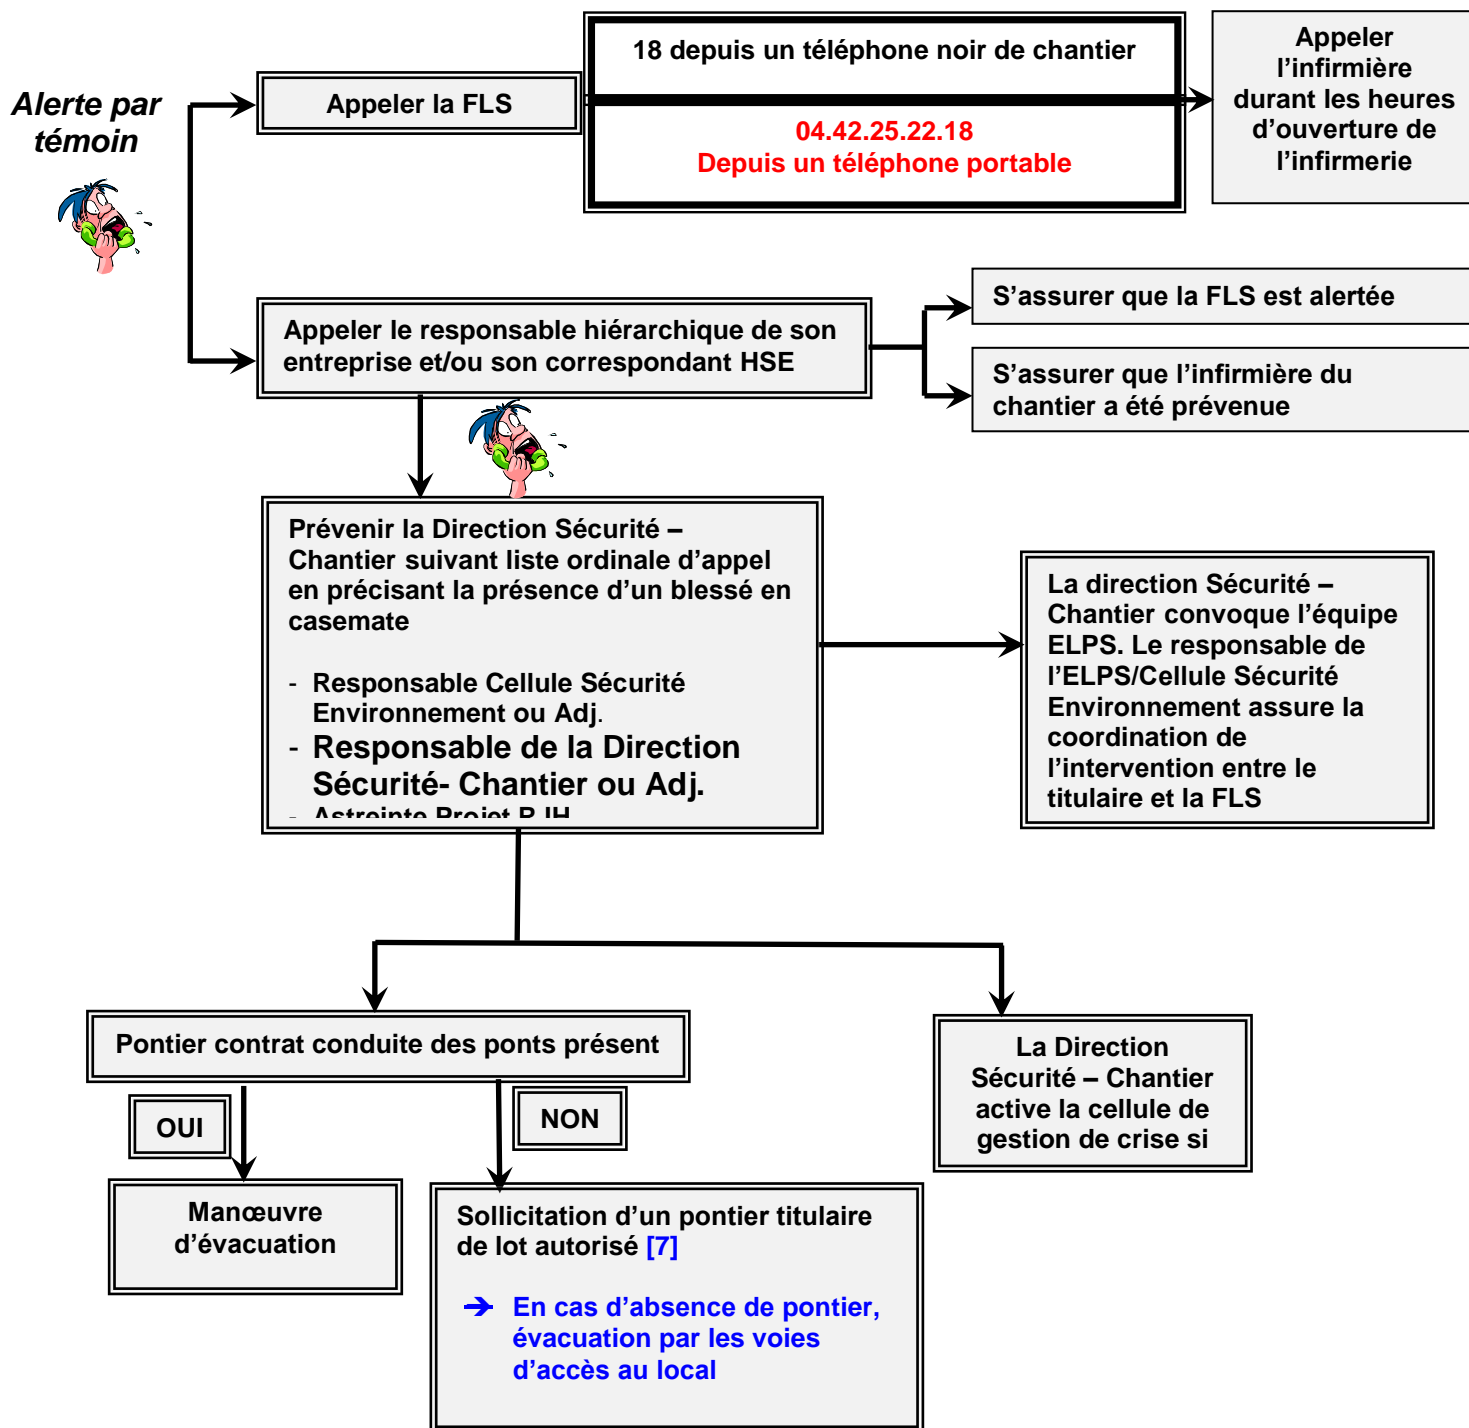 Alerte par
témoin
Appeler la FLS
18 depuis un téléphone noir de chantier
04.42.25.22.18
Depuis un téléphone portable
Appeler
l’infirmière
durant les heures
d’ouverture de
l’infirmerie
Appeler le responsable hiérarchique de son
entreprise et/ou son correspondant HSE
S’assurer que la FLS est alertée
S’assurer que l’infirmière du
chantier a été prévenue
Prévenir la Direction Sécurité –
Chantier suivant liste ordinale d’appel
en précisant la présence d’un blessé en
casemate
- Responsable Cellule Sécurité
Environnement ou Adj.
- Responsable de la Direction
Sécurité- Chantier ou Adj.
- Astreinte Projet RJH
La direction Sécurité –
Chantier convoque l’équipe
ELPS. Le responsable de
l’ELPS/Cellule Sécurité
Environnement assure la
coordination de
l’intervention entre le
titulaire et la FLS
Pontier contrat conduite des ponts présent
OUI
NON
Manœuvre
d’évacuation
Sollicitation d’un pontier titulaire
de lot autorisé [7]
➔ En cas d’absence de pontier,
évacuation par les voies
d’accès au local
La Direction
Sécurité – Chantier
active la cellule de
gestion de crise si